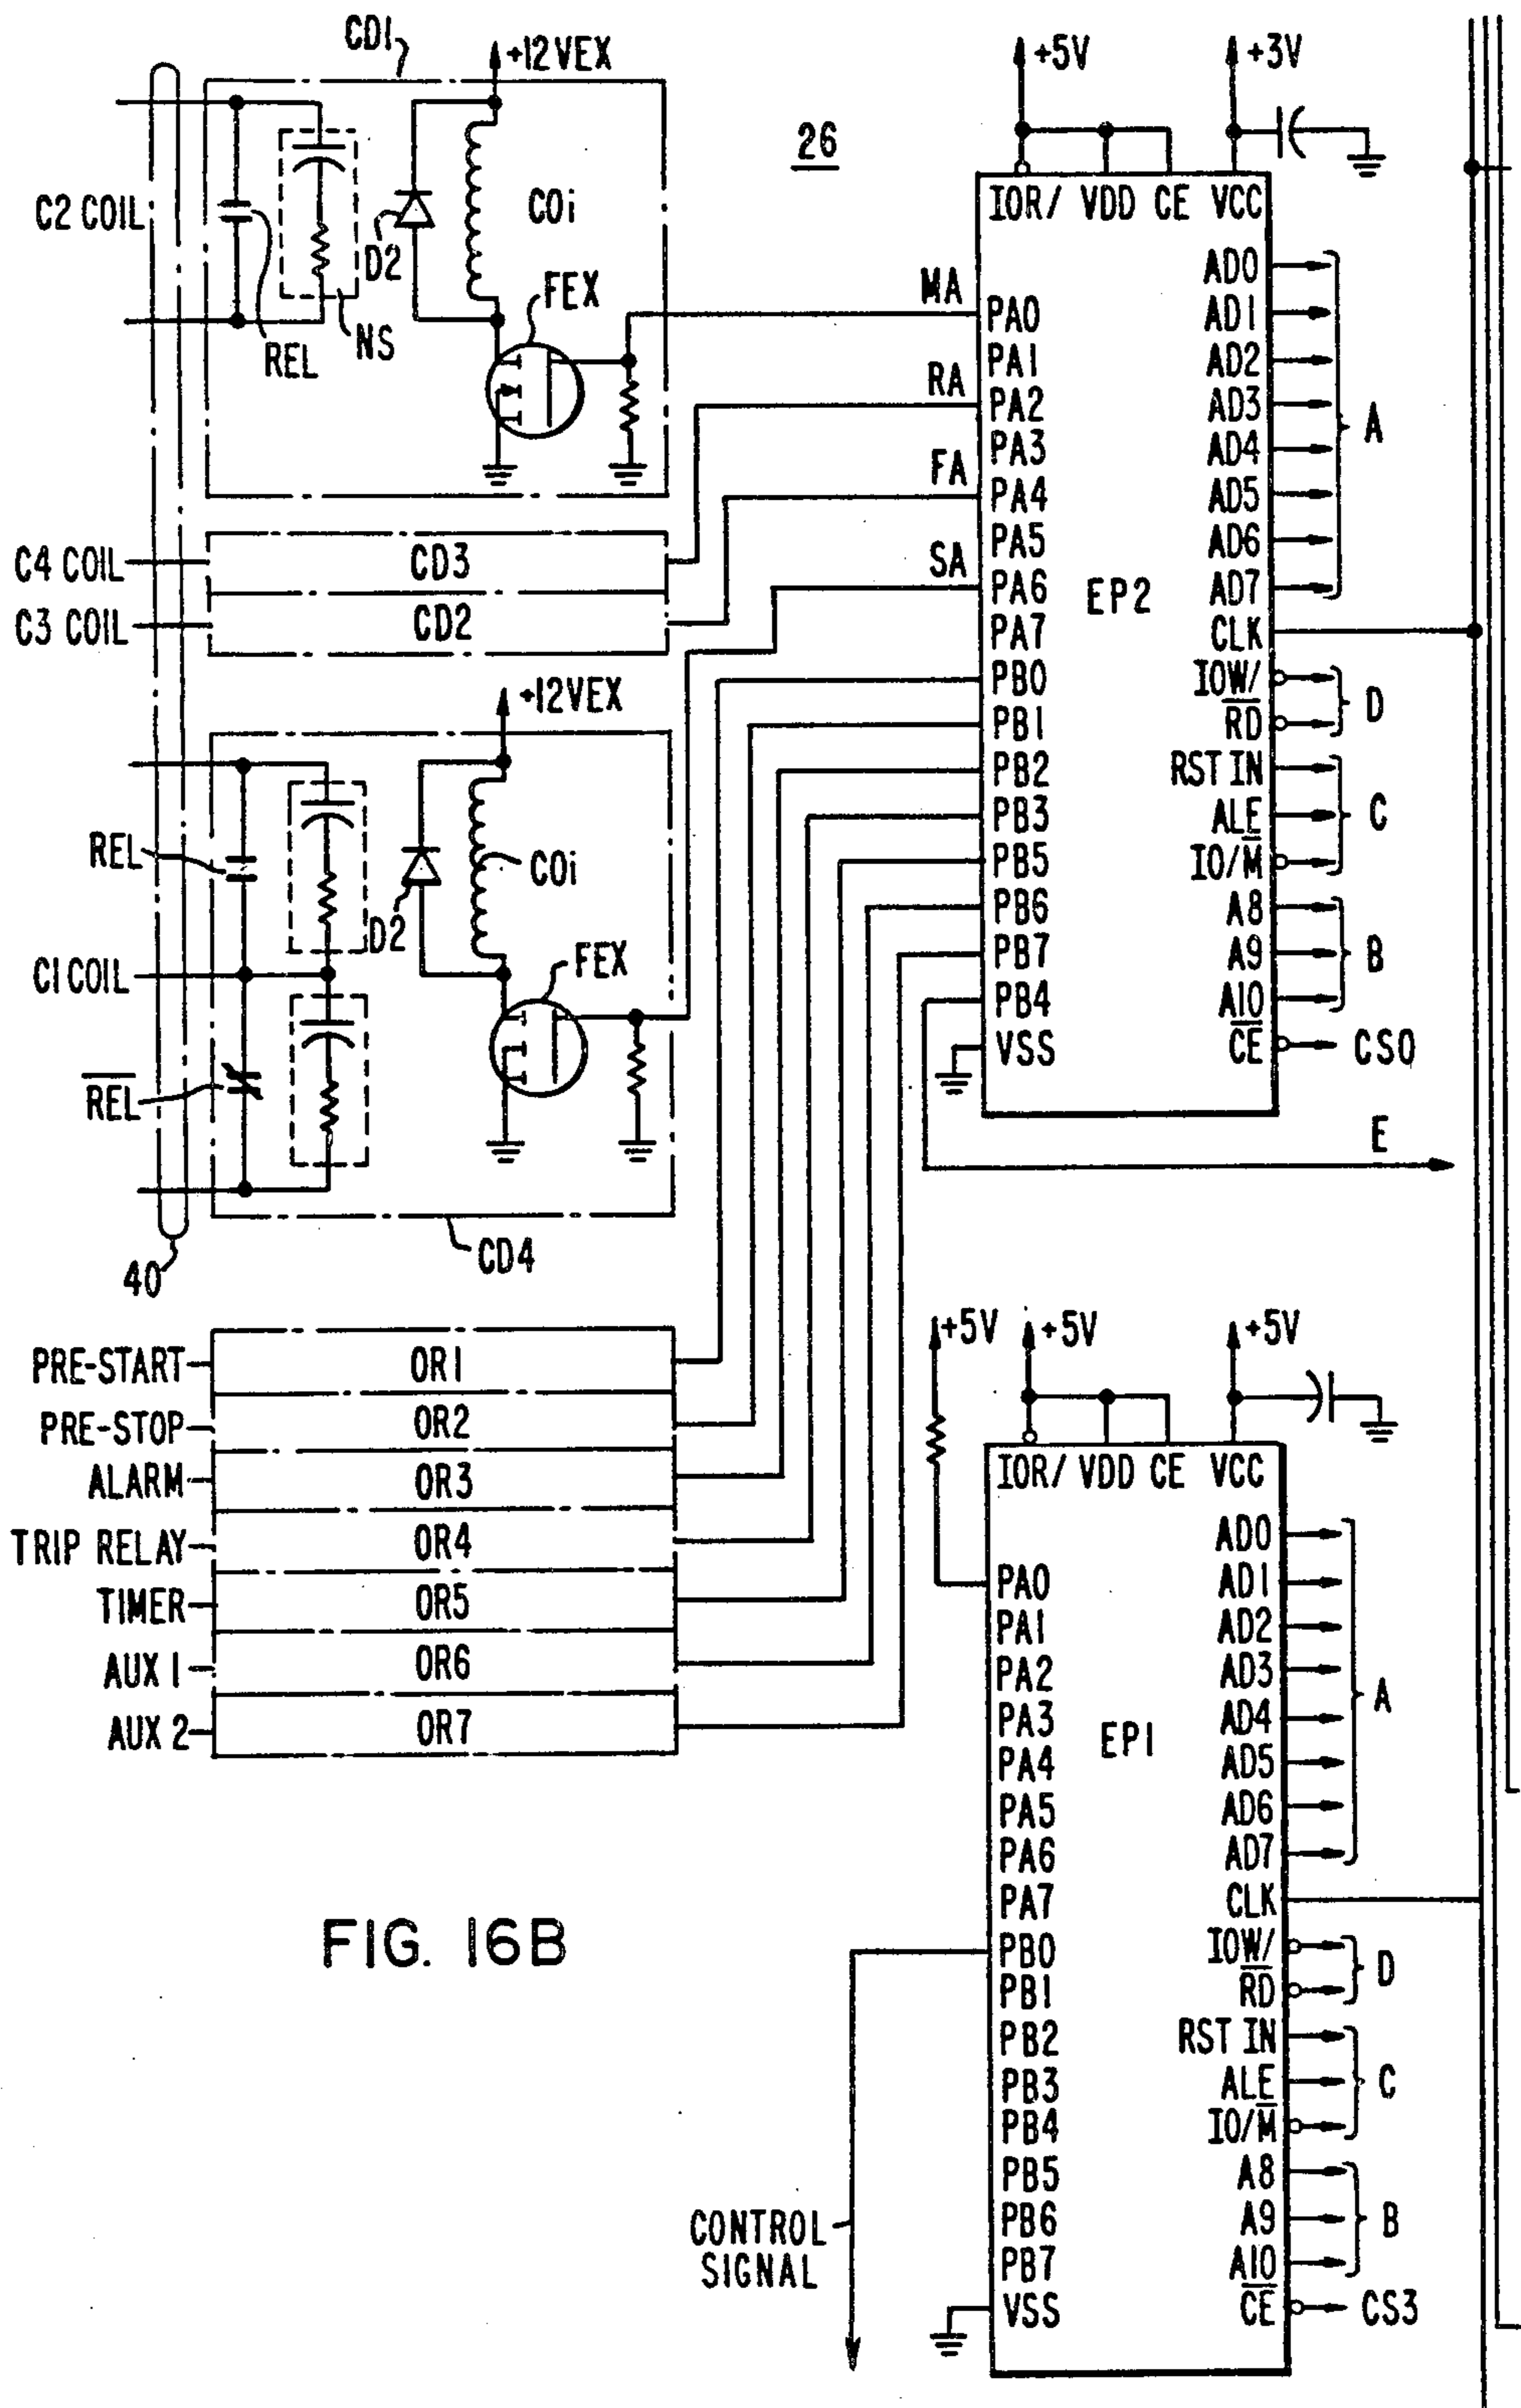 CD1
+12VEX
+5V
+3V
26
C2 COIL
D2
COi
REL
NS
FEX
MA
RA
FA
SA
IOR/ VDD CE VCC
PA0
PA1
PA2
PA3
PA4
PA5
PA6
PA7
PB0
PB1
PB2
PB3
PB5
PB6
PB7
PB4
VSS
EP2
AD0
AD1
AD2
AD3
AD4
AD5
AD6
AD7
A
CLK
IOW/
R̅D̅
D
RST IN
ALE
IO/M̅
C
A8
A9
A10
B
C̅E̅
CS0
E
C4 COIL
CD3
C3 COIL
CD2
+12VEX
REL
D2
COi
C1 COIL
FEX
R̅E̅L̅
40
CD4
PRE-START
OR1
PRE-STOP
OR2
ALARM
OR3
TRIP RELAY
OR4
TIMER
OR5
AUX 1
OR6
AUX 2
OR7
+5V
+5V
+5V
IOR/ VDD CE VCC
PA0
PA1
PA2
PA3
PA4
PA5
PA6
PA7
PB0
PB1
PB2
PB3
PB4
PB5
PB6
PB7
VSS
EP1
AD0
AD1
AD2
AD3
AD4
AD5
AD6
AD7
A
CLK
IOW/
R̅D̅
D
RST IN
ALE
IO/M̅
C
A8
A9
A10
B
C̅E̅
CS3
CONTROL
SIGNAL
FIG. 16B